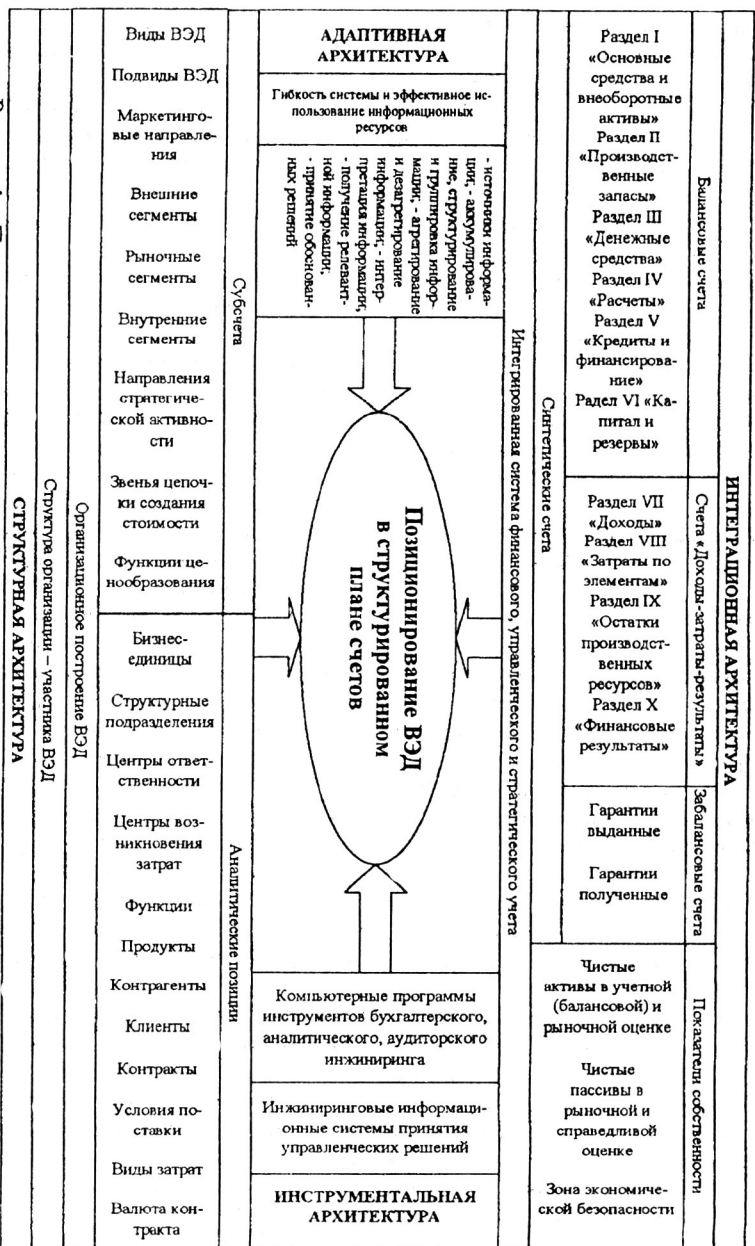 Виды ВЭД
Подвиды ВЭД
Маркетингo-
вые направле-
ния
Внешние
сегменты
Рыночные
сегменты
Внутренние
сегменты
Направления
стратегиче-
ской активно-
сти
Звенья цепоч-
ки создания
стоимости
Функции це-
нообразования
Субсчета
Бизнес-
единицы
Структурные
подразделения
Центры ответ-
ственности
Центры воз-
никновения
затрат
Функции
Продукты
Контрагенты
Клиенты
Контракты
Условия по-
ставки
Виды затрат
Валюта кон-
тракта
Аналитические позиции
Организационное построение ВЭД
Структура организации – участника ВЭД
СТРУКТУРНАЯ АРХИТЕКТУРА
АДАПТИВНАЯ
АРХИТЕКТУРА
Гибкость системы и эффективное ис-
пользование информационных
ресурсов
- источники информа-
ции; - аккумулирова-
ние, структурирование
и группировка инфор-
мации; - агрегирование
и дезагрегирование
информации; - интер-
претация информации;
- получение релевант-
ной информации;
- принятие обоснован-
ных решений
Позиционирование ВЭД
в структурированном
плане счетов
Компьютерные программы
инструментов бухгалтерского,
аналитического, аудиторского
инжиниринга
Инжиниринговые информаци-
онные системы принятия
управленческих решений
ИНСТРУМЕНТАЛЬНАЯ
АРХИТЕКТУРА
Интегрированная система финансового, управленческого и стратегического учета
Синтетические счета
Раздел I
«Основные
средства и
внеоборотные
активы»
Раздел II
«Производст-
венные
запасы»
Раздел III
«Денежные
средства»
Раздел IV
«Расчеты»
Раздел V
«Кредиты и
финансирова-
ние»
Радел VI «Ка-
питал и
резервы»
Балансовые счета
Раздел VII
«Доходы»
Раздел VIII
«Затраты по
элементам»
Раздел IX
«Остатки
производст-
венных
ресурсов»
Раздел X
«Финансовые
результаты»
Счета «Доходы-затраты-результаты»
Гарантии
выданные
Гарантии
полученные
Забалансовые счета
Чистые
активы в учетной
(балансовой) и
рыночной оценке
Чистые
пассивы в
рыночной и
справедливой
оценке
Зона экономиче-
ской безопасности
Показатели собственности
ИНТЕГРАЦИОННАЯ АРХИТЕКТУРА